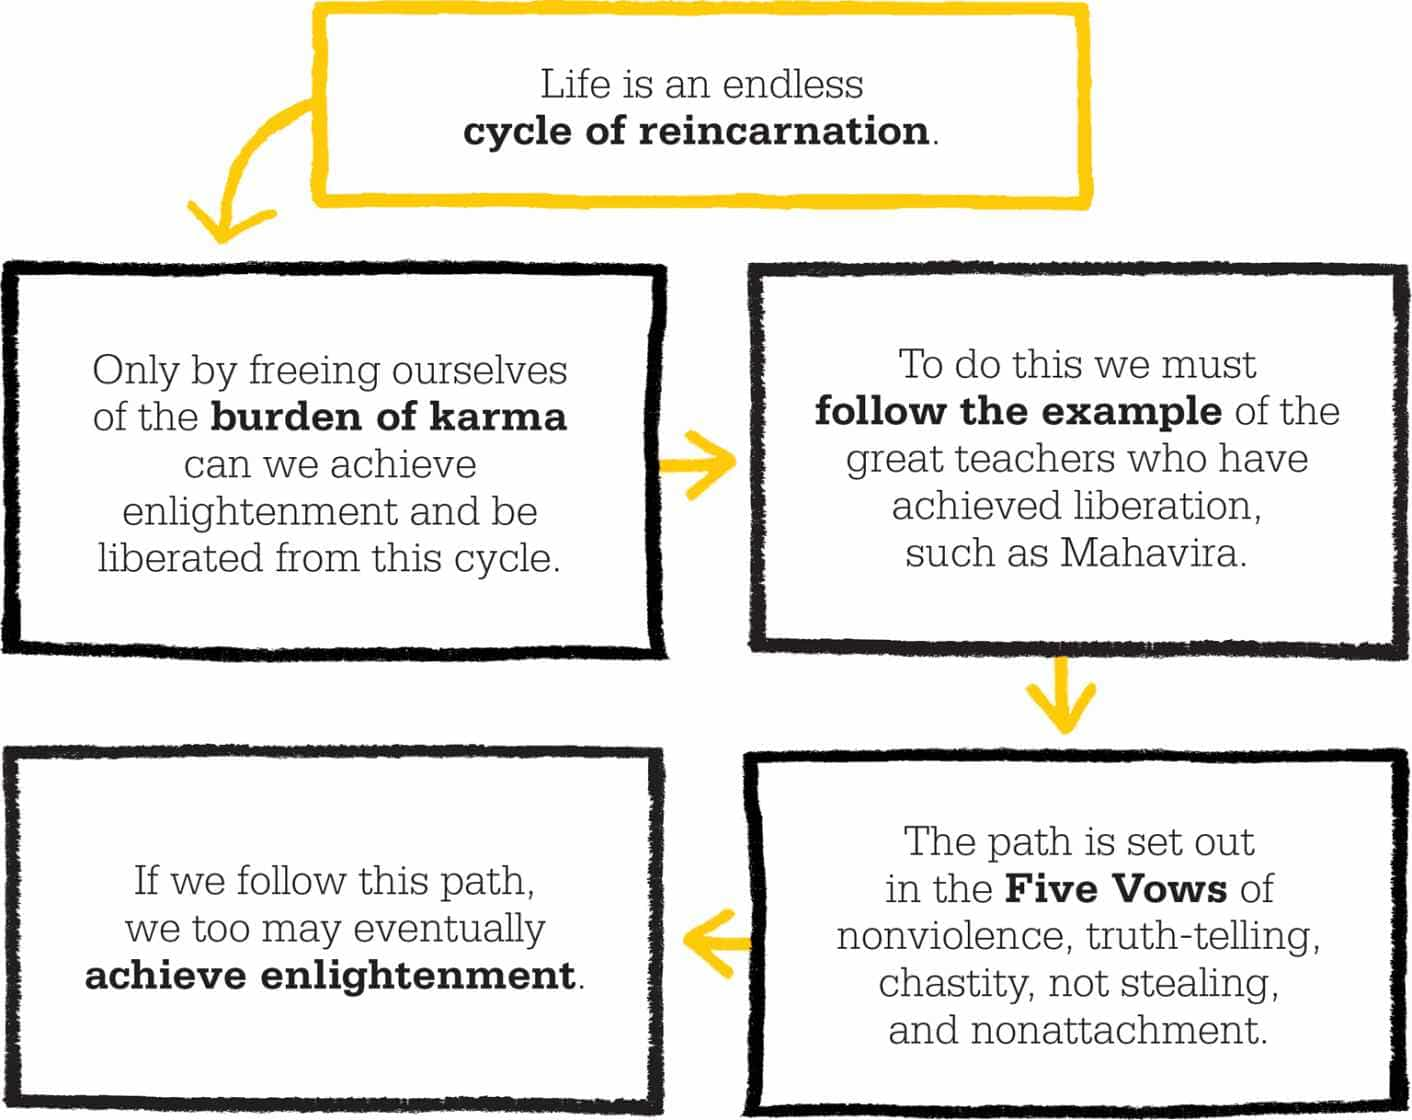 Life is an endless
cycle of reincarnation.
Only by freeing ourselves
of the burden of karma
can we achieve
enlightenment and be
liberated from this cycle.
To do this we must
follow the example of the
great teachers who have
achieved liberation,
such as Mahavira.
The path is set out
in the Five Vows of
nonviolence, truth-telling,
chastity, not stealing,
and nonattachment.
If we follow this path,
we too may eventually
achieve enlightenment.